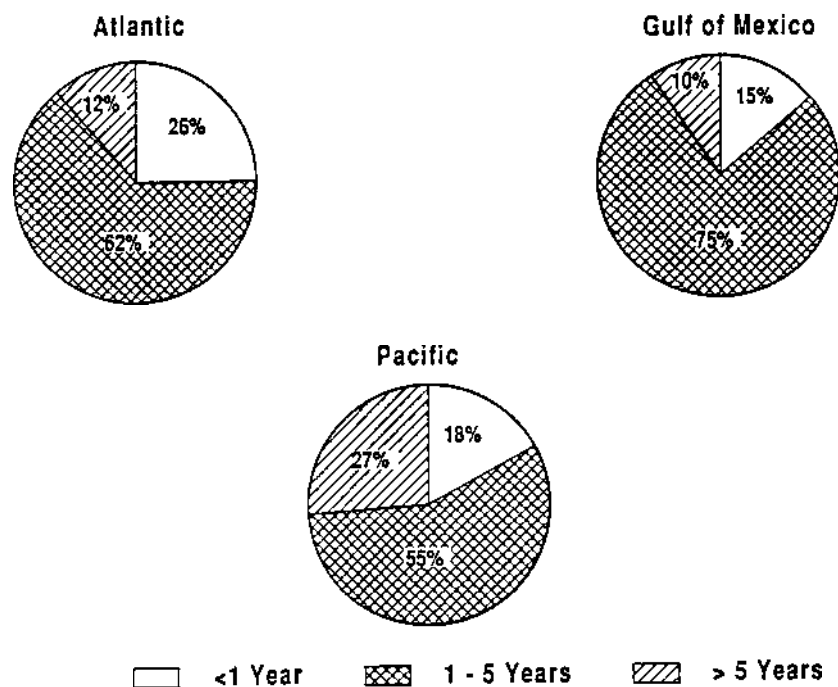 Atlantic
12%
26%
62%
Gulf of Mexico
10%
15%
75%
Pacific
27%
18%
55%
<1 Year
1 - 5 Years
> 5 Years